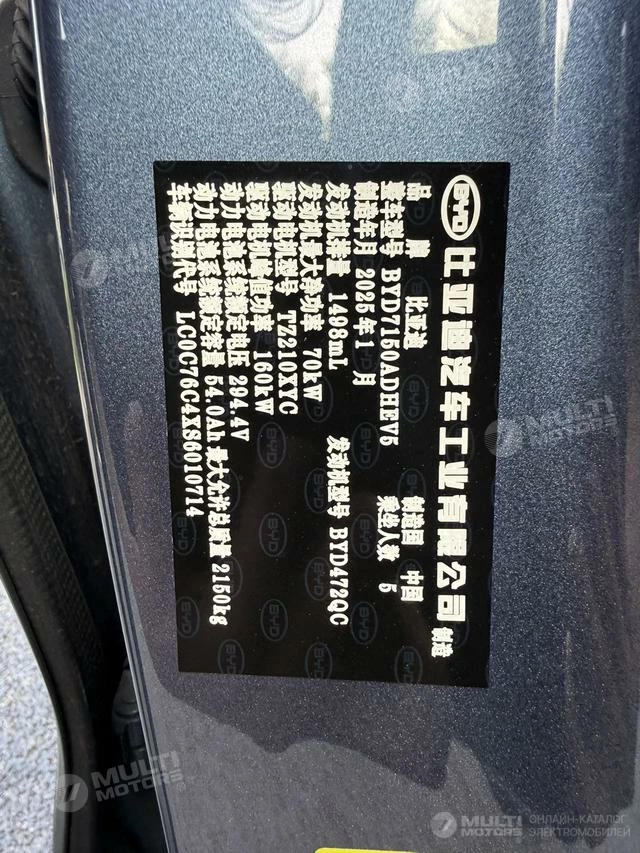 BYD 比亚迪汽车工业有限公司 制造
品牌 比亚迪 制造国 中国
整车型号 BYD7150ADHEV5 乘坐人数 5
制造年月 2025年1月
发动机排量 1498mL 发动机型号 BYD472QC
发动机最大净功率 70kW
驱动电机型号 TZ210XYC
驱动电机峰值功率 160kW
动力电池系统额定电压 294.4V
动力电池系统额定容量 54.0Ah 最大允许总质量 2150kg
车辆识别代号 LC0C76C4XS6010714
MULTI MOTORS
MULTI MOTORS
MULTI MOTORS
MULTI MOTORS ОНЛАЙН-КАТАЛОГ ЭЛЕКТРОМОБИЛЕЙ